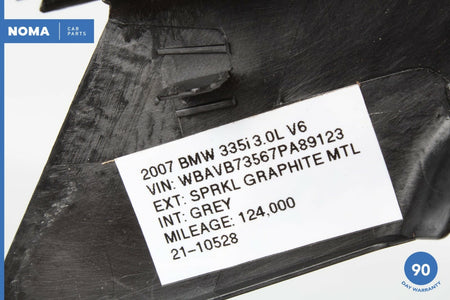 NOMA CAR
PARTS
2007 BMW 335i 3.0L V6
VIN: WBAVB73567PA89123
EXT: SPRKL GRAPHITE MTL
INT: GREY
MILEAGE: 124,000
21-10528
90
DAY WARRANTY